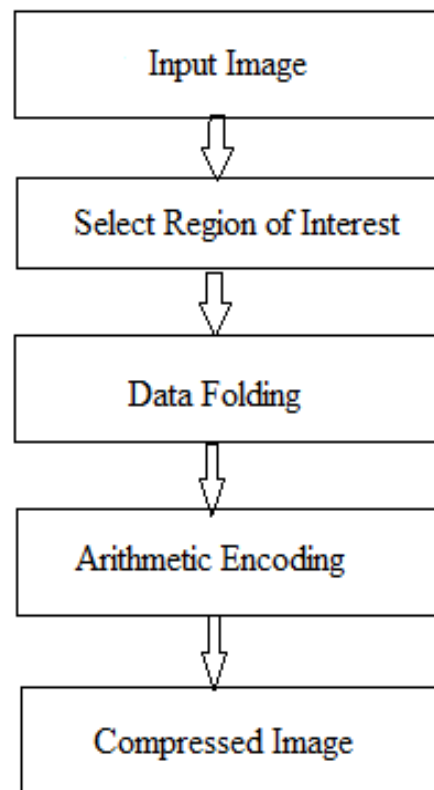 Input Image
Select Region of Interest
Data Folding
Arithmetic Encoding
Compressed Image